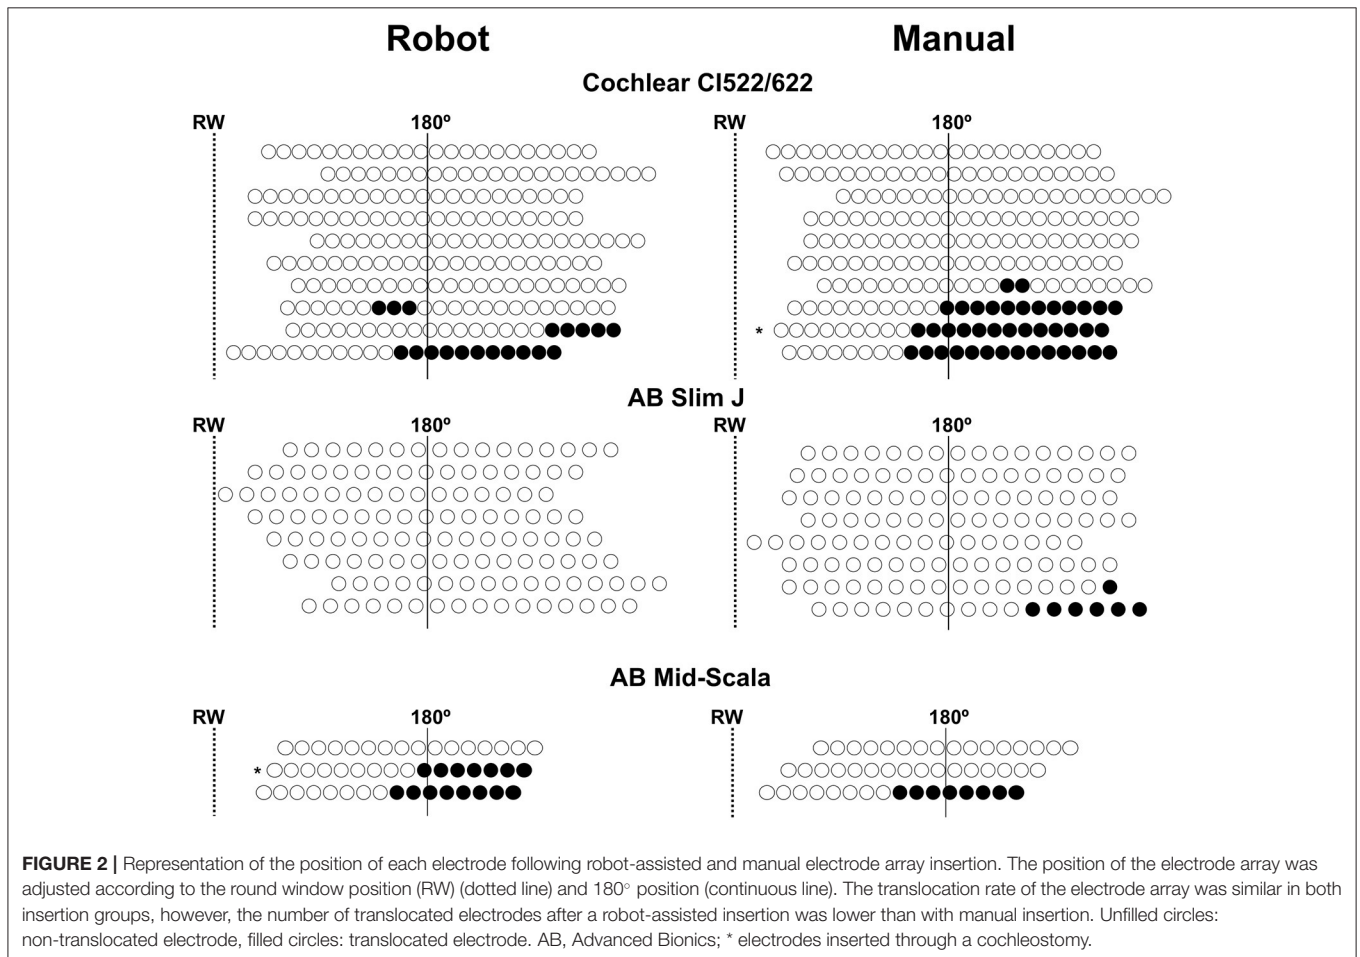 Robot Manual
Cochlear CI522/622
RW 180º RW 180º
*
AB Slim J
RW 180º RW 180º
AB Mid-Scala
RW 180º RW 180º
*
FIGURE 2 | Representation of the position of each electrode following robot-assisted and manual electrode array insertion. The position of the electrode array was
adjusted according to the round window position (RW) (dotted line) and 180° position (continuous line). The translocation rate of the electrode array was similar in both
insertion groups, however, the number of translocated electrodes after a robot-assisted insertion was lower than with manual insertion. Unfilled circles:
non-translocated electrode, filled circles: translocated electrode. AB, Advanced Bionics; * electrodes inserted through a cochleostomy.